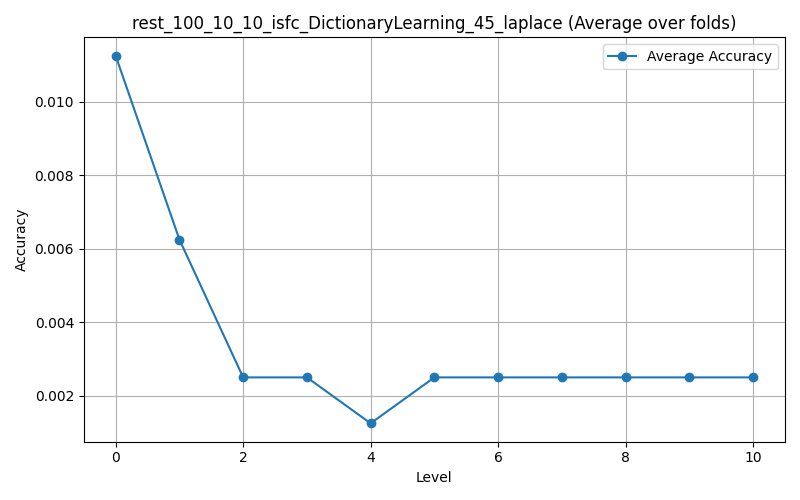 rest_100_10_10_isfc_DictionaryLearning_45_laplace (Average over folds)
Average Accuracy
0.010
0.008
0.006
0.004
0.002
Accuracy
0 2 4 6 8 10
Level